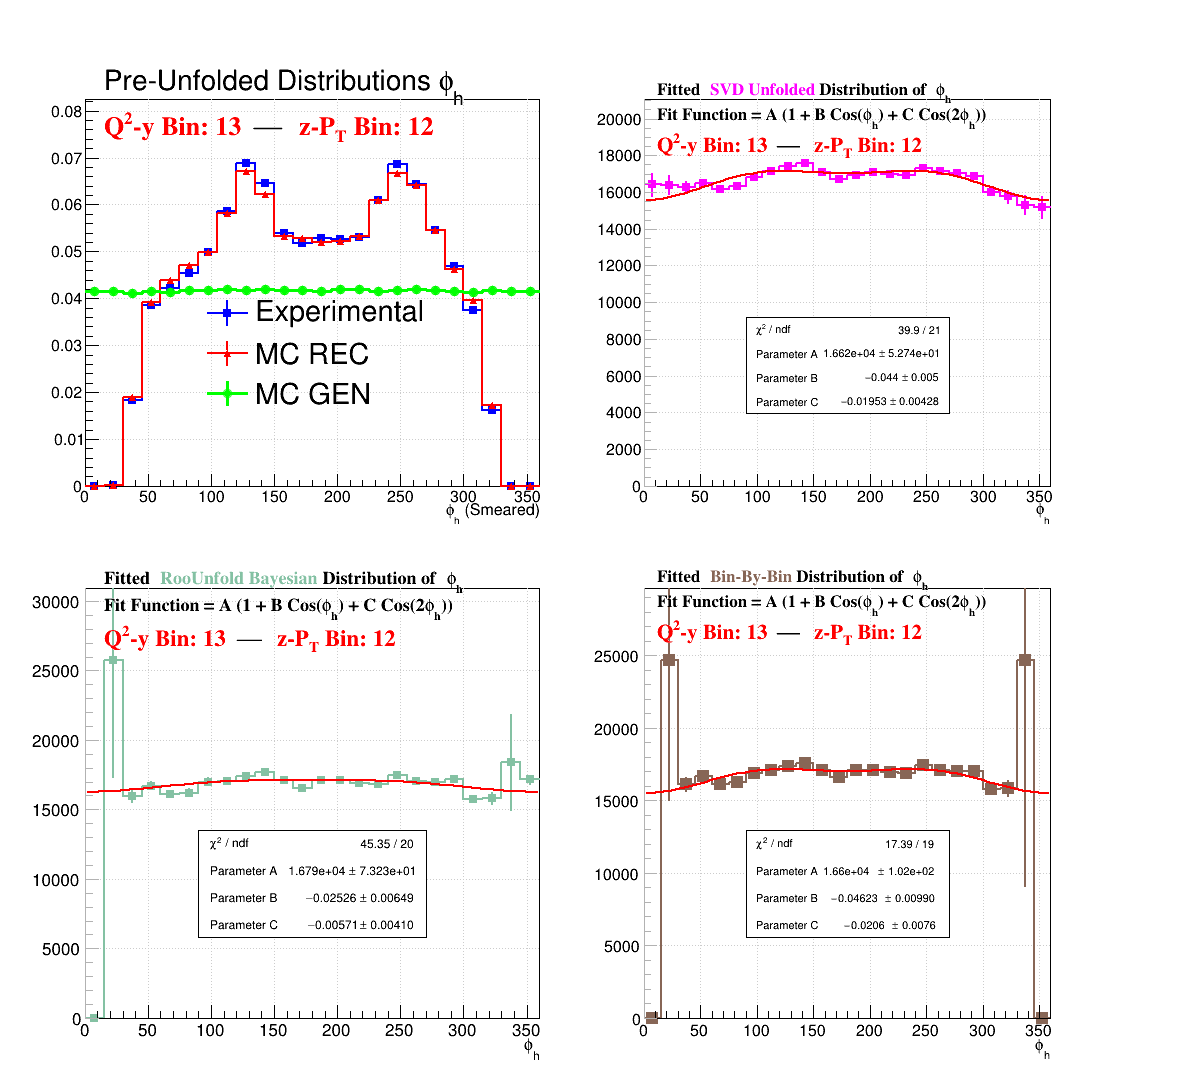 Pre-Unfolded Distributions ϕh
Q²-y Bin: 13 — z-PT Bin: 12
0.08
0.07
0.06
0.05
0.04
0.03
0.02
0.01
0
Experimental
MC REC
MC GEN
0 50 100 150 200 250 300 350
ϕh (Smeared)
Fitted SVD Unfolded Distribution of ϕh
Fit Function = A (1 + B Cos(ϕh) + C Cos(2ϕh))
Q²-y Bin: 13 — z-PT Bin: 12
20000
18000
16000
14000
12000
10000
8000
6000
4000
2000
0
χ² / ndf 39.9 / 21
Parameter A 1.662e+04 ± 5.274e+01
Parameter B −0.044 ± 0.005
Parameter C −0.01953 ± 0.00428
0 50 100 150 200 250 300 350
ϕh
Fitted RooUnfold Bayesian Distribution of ϕh
Fit Function = A (1 + B Cos(ϕh) + C Cos(2ϕh))
Q²-y Bin: 13 — z-PT Bin: 12
30000
25000
20000
15000
10000
5000
0
χ² / ndf 45.35 / 20
Parameter A 1.679e+04 ± 7.323e+01
Parameter B −0.02526 ± 0.00649
Parameter C −0.00571 ± 0.00410
0 50 100 150 200 250 300 350
ϕh
Fitted Bin-By-Bin Distribution of ϕh
Fit Function = A (1 + B Cos(ϕh) + C Cos(2ϕh))
Q²-y Bin: 13 — z-PT Bin: 12
25000
20000
15000
10000
5000
0
χ² / ndf 17.39 / 19
Parameter A 1.66e+04 ± 1.02e+02
Parameter B −0.04623 ± 0.00990
Parameter C −0.0206 ± 0.0076
0 50 100 150 200 250 300 350
ϕh